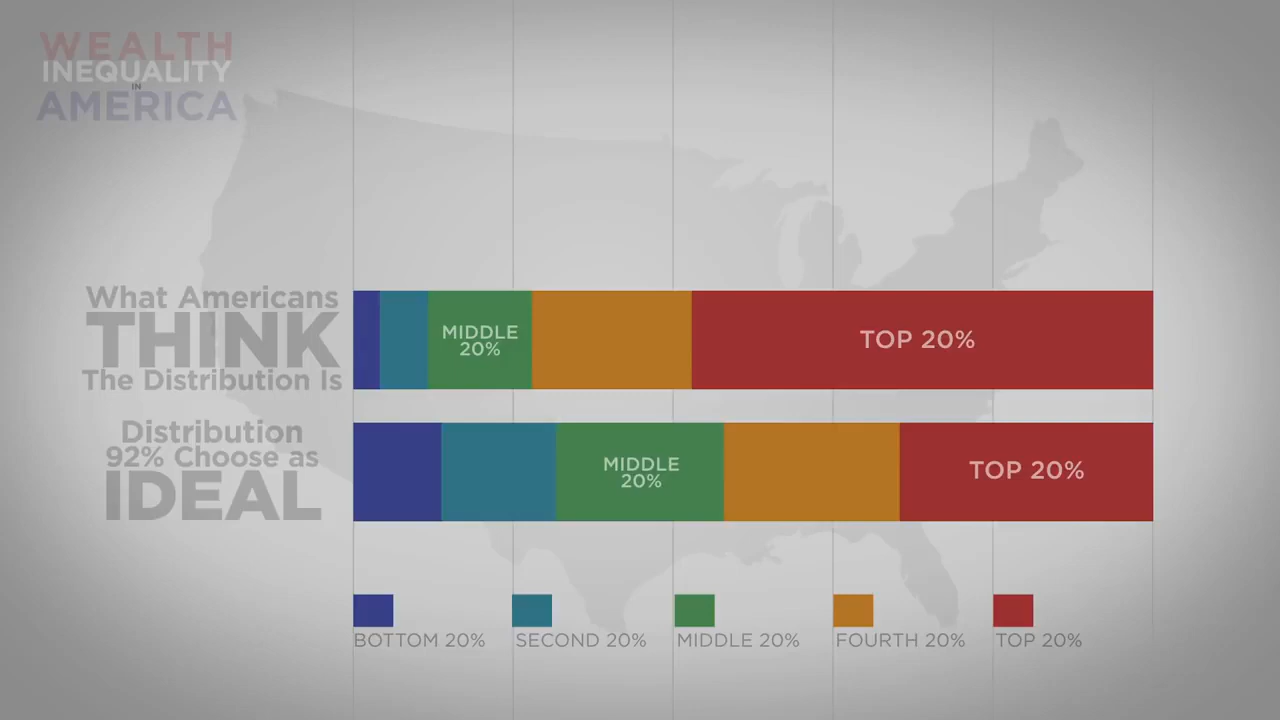 WEALTH
INEQUALITY
IN
AMERICA
What Americans
THINK
The Distribution Is
MIDDLE
20%
TOP 20%
Distribution
92% Choose as
IDEAL
MIDDLE
20%
TOP 20%
BOTTOM 20%
SECOND 20%
MIDDLE 20%
FOURTH 20%
TOP 20%